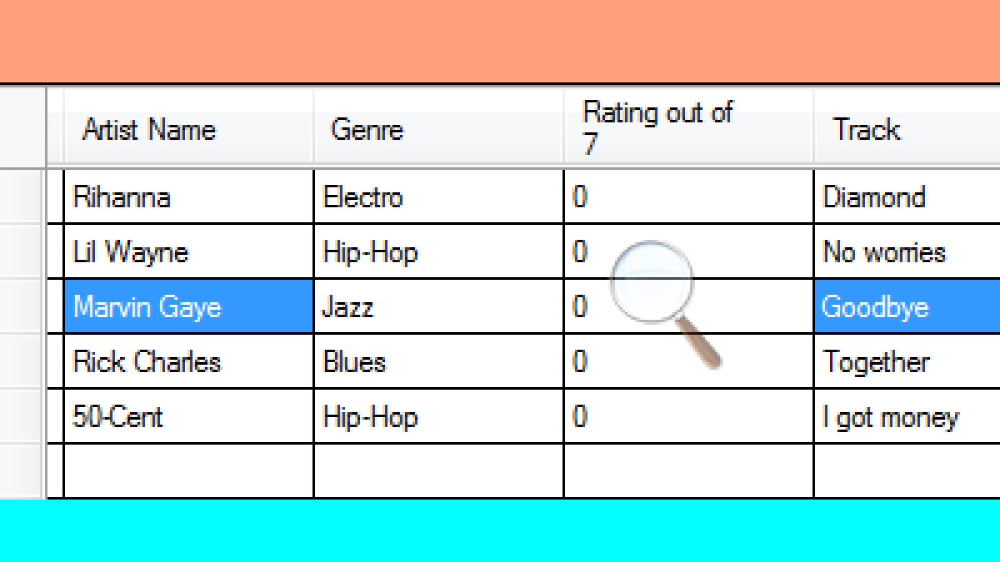 Artist Name Genre Rating out of 7 Track
Rihanna Electro 0 Diamond
Lil Wayne Hip-Hop 0 No worries
Marvin Gaye Jazz 0 Goodbye
Rick Charles Blues 0 Together
50-Cent Hip-Hop 0 I got money